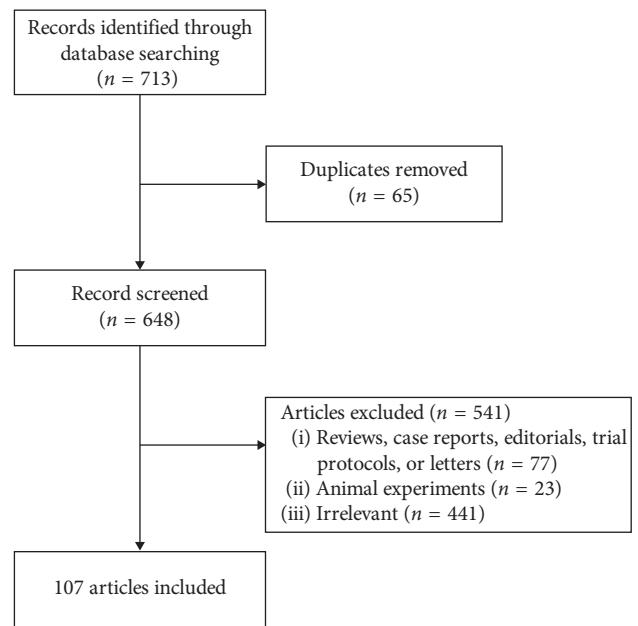 Records identified through
database searching
(n = 713)
Duplicates removed
(n = 65)
Record screened
(n = 648)
Articles excluded (n = 541)
(i) Reviews, case reports, editorials, trial
protocols, or letters (n = 77)
(ii) Animal experiments (n = 23)
(iii) Irrelevant (n = 441)
107 articles included